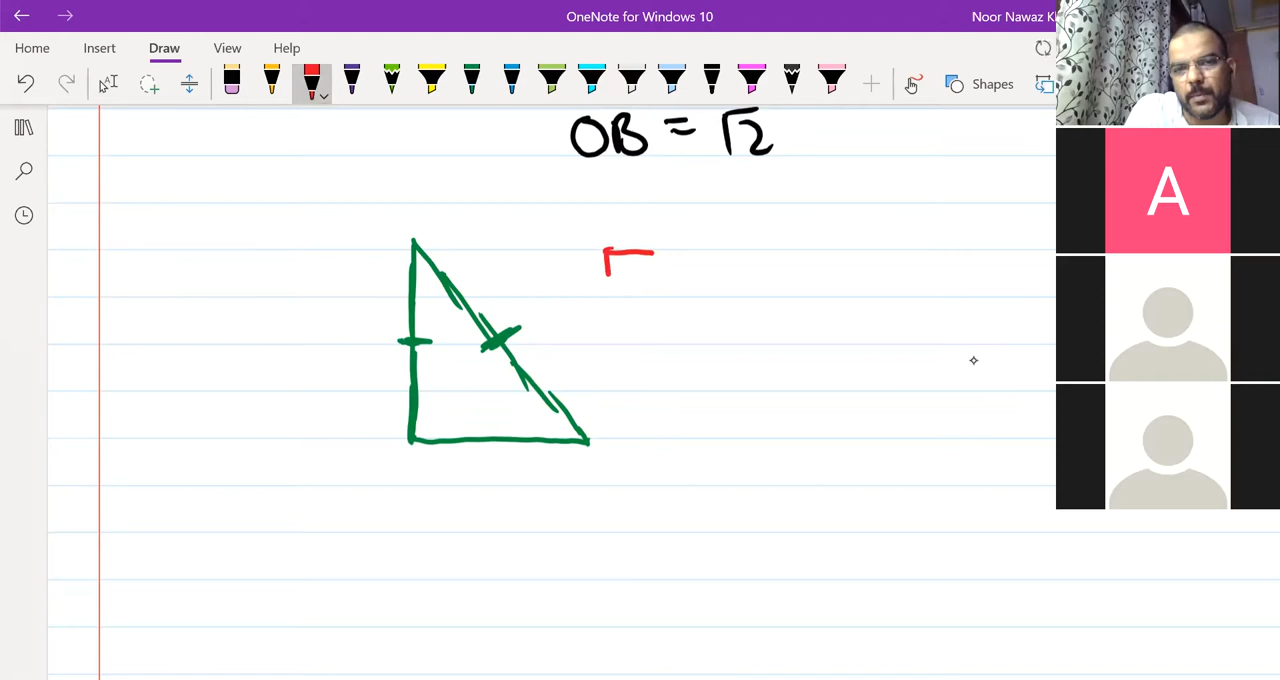 OneNote for Windows 10
Noor Nawaz K
Home Insert Draw View Help
Shapes
OB = √2
A